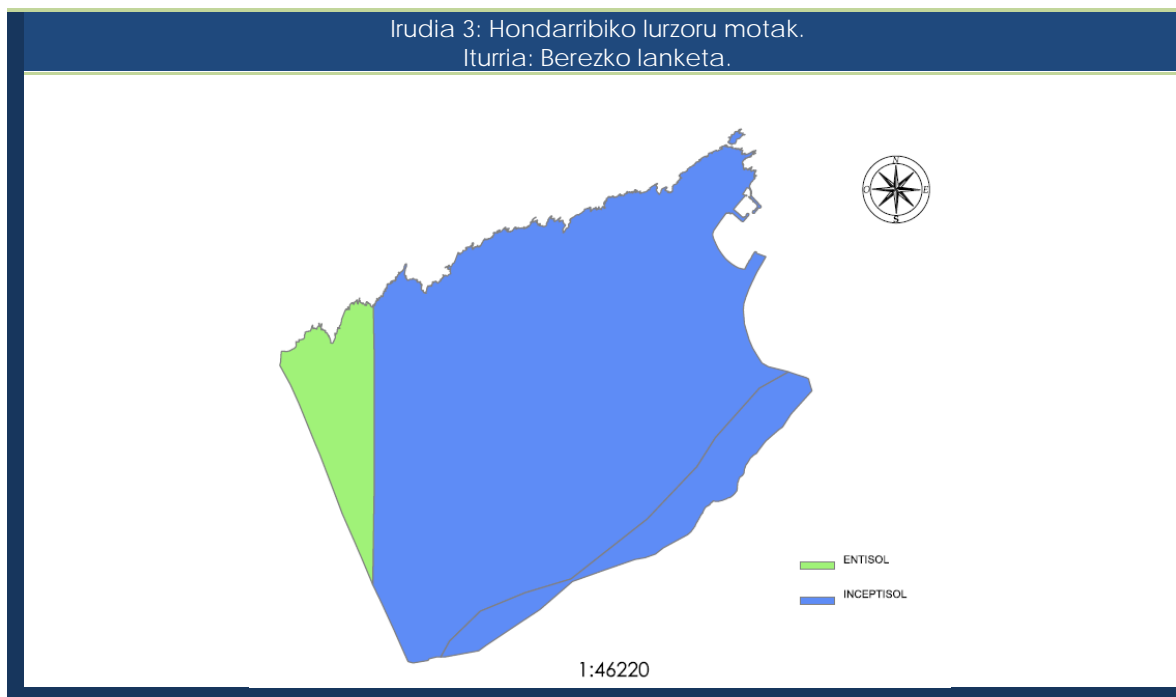 Irudia 3: Hondarribiko lurzoru motak.
Iturria: Berezko lanketa.
N
O E
S
ENTISOL
INCEPTISOL
1:46220